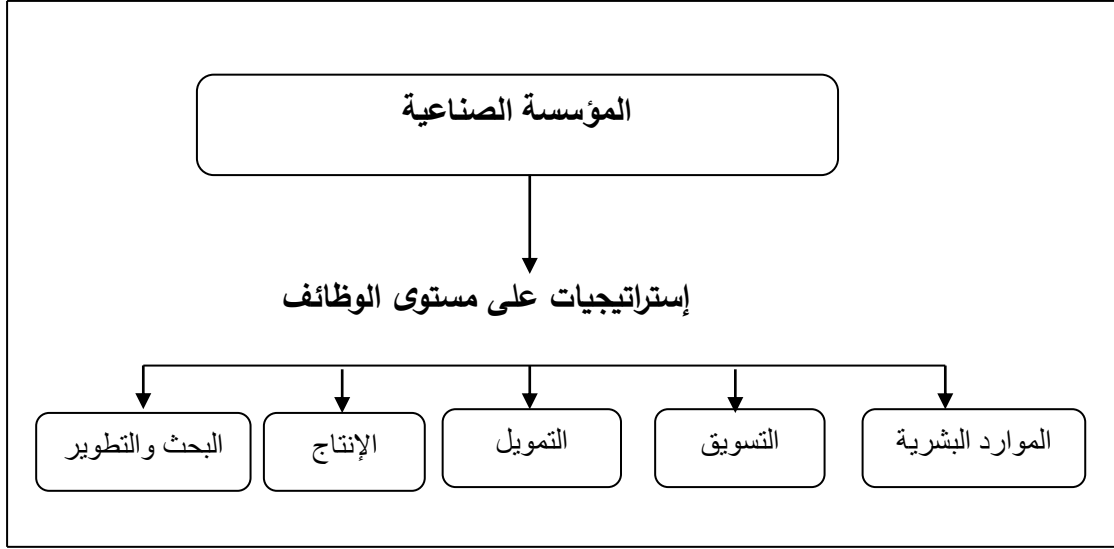 المؤسسة الصناعية
إستراتيجيات على مستوى الوظائف
الموارد البشرية
التسويق
التمويل
الإنتاج
البحث والتطوير